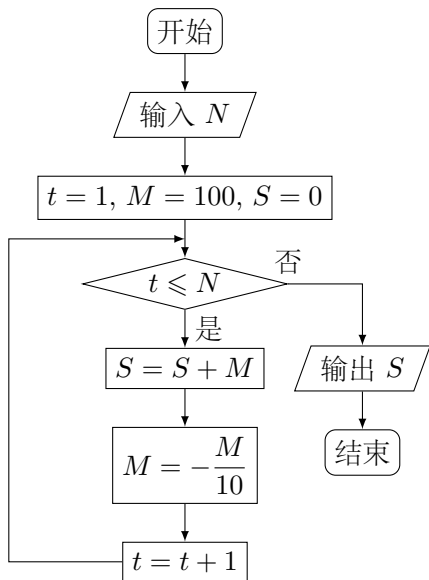 开始
输入 N
t = 1, M = 100, S = 0
t ⩽ N
否
是
S = S + M
输出 S
M = −M/10
结束
t = t + 1